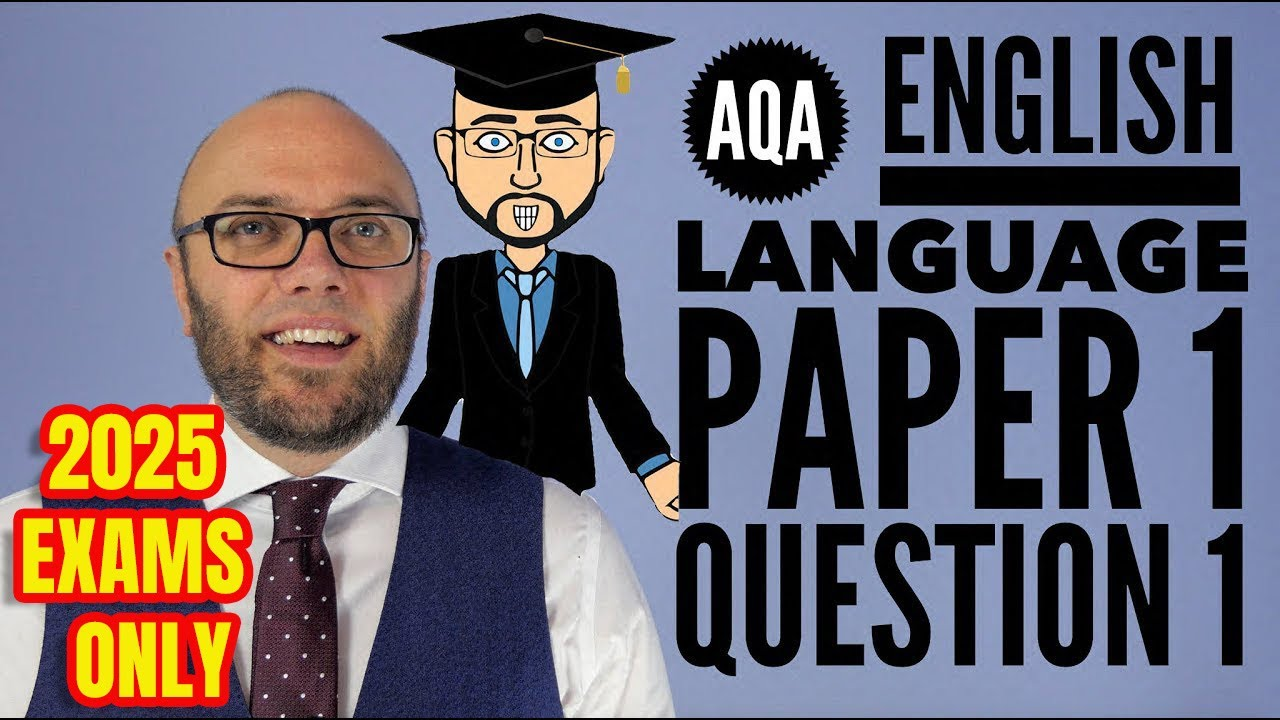 AQA ENGLISH
LANGUAGE
PAPER 1
QUESTION 1
2025
EXAMS
ONLY